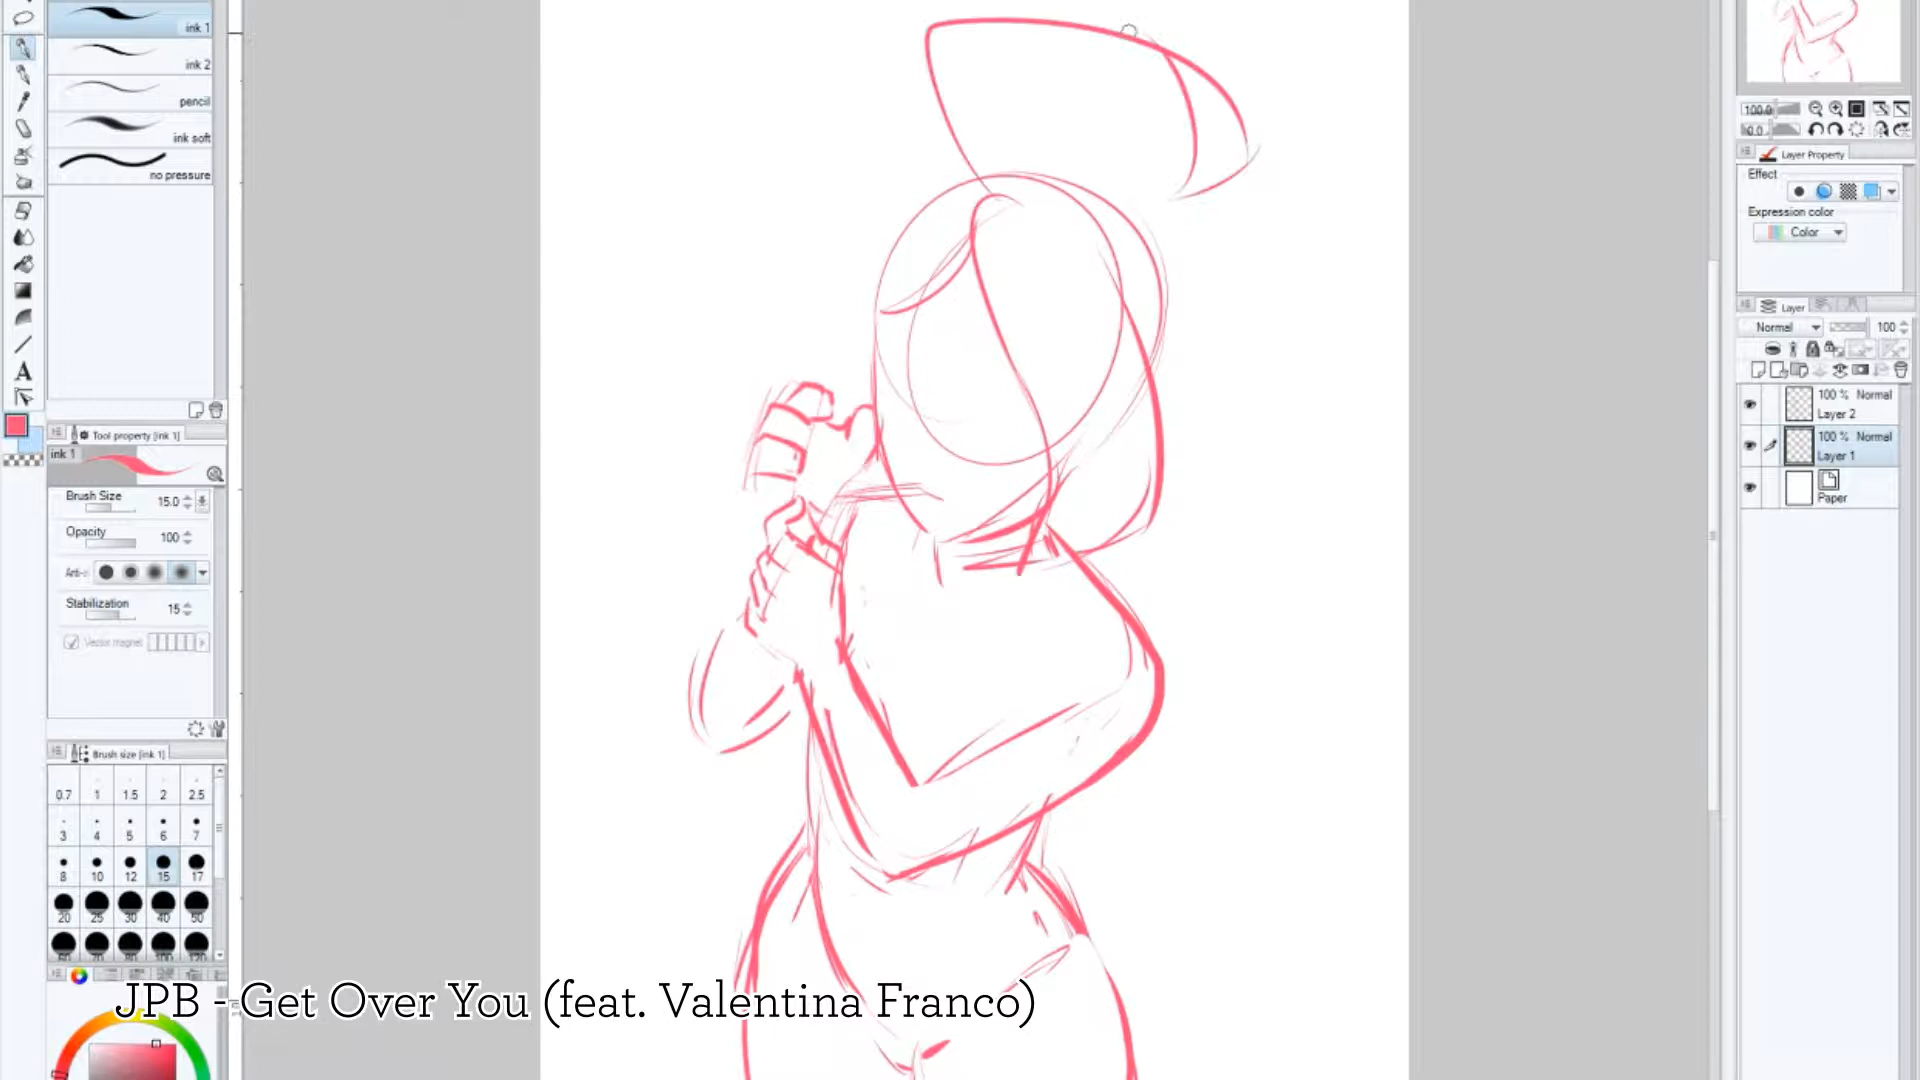 ink 1
ink 2
pencil
ink soft
no pressure
Tool property [ink 1]
ink 1
Brush Size 15.0
Opacity 100
Stabilization 15
Vector magnet
Brush size [ink 1]
0.7 1 1.5 2 2.5
3 4 5 6 7
8 10 12 15 17
20 25 30 40 50
JPB - Get Over You (feat. Valentina Franco)
100.0
0.0
Layer Property
Effect
Expression color
Color
Layer
Normal 100
100 % Normal
Layer 2
100 % Normal
Layer 1
Paper
A